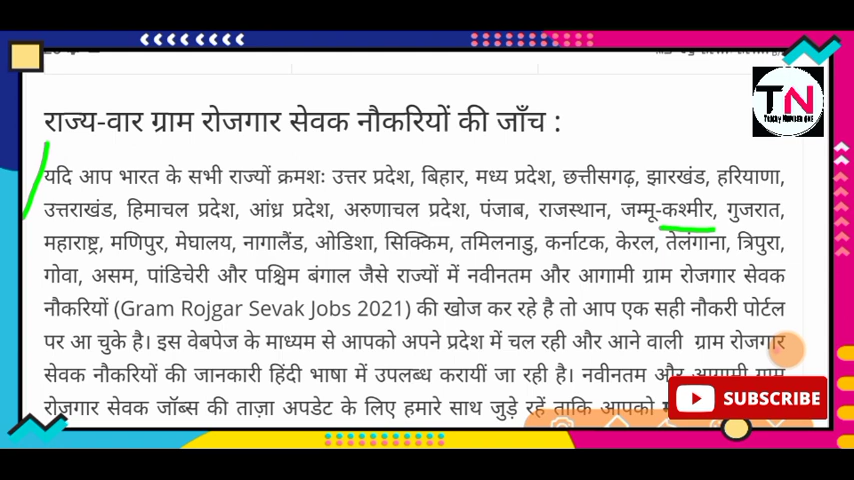 TN
राज्य-वार ग्राम रोजगार सेवक नौकरियों की जाँच :
यदि आप भारत के सभी राज्यों क्रमशः उत्तर प्रदेश, बिहार, मध्य प्रदेश, छत्तीसगढ़, झारखंड, हरियाणा,
उत्तराखंड, हिमाचल प्रदेश, आंध्र प्रदेश, अरुणाचल प्रदेश, पंजाब, राजस्थान, जम्मू-कश्मीर, गुजरात,
महाराष्ट्र, मणिपुर, मेघालय, नागालैंड, ओडिशा, सिक्किम, तमिलनाडु, कर्नाटक, केरल, तेलंगाना, त्रिपुरा,
गोवा, असम, पांडिचेरी और पश्चिम बंगाल जैसे राज्यों में नवीनतम और आगामी ग्राम रोजगार सेवक
नौकरियों (Gram Rojgar Sevak Jobs 2021) की खोज कर रहे है तो आप एक सही नौकरी पोर्टल
पर आ चुके है। इस वेबपेज के माध्यम से आपको अपने प्रदेश में चल रही और आने वाली ग्राम रोजगार
सेवक नौकरियों की जानकारी हिंदी भाषा में उपलब्ध करायीं जा रही है। नवीनतम और आगामी ग्राम
रोजगार सेवक जॉब्स की ताज़ा अपडेट के लिए हमारे साथ जुड़े रहें ताकि आपको
SUBSCRIBE